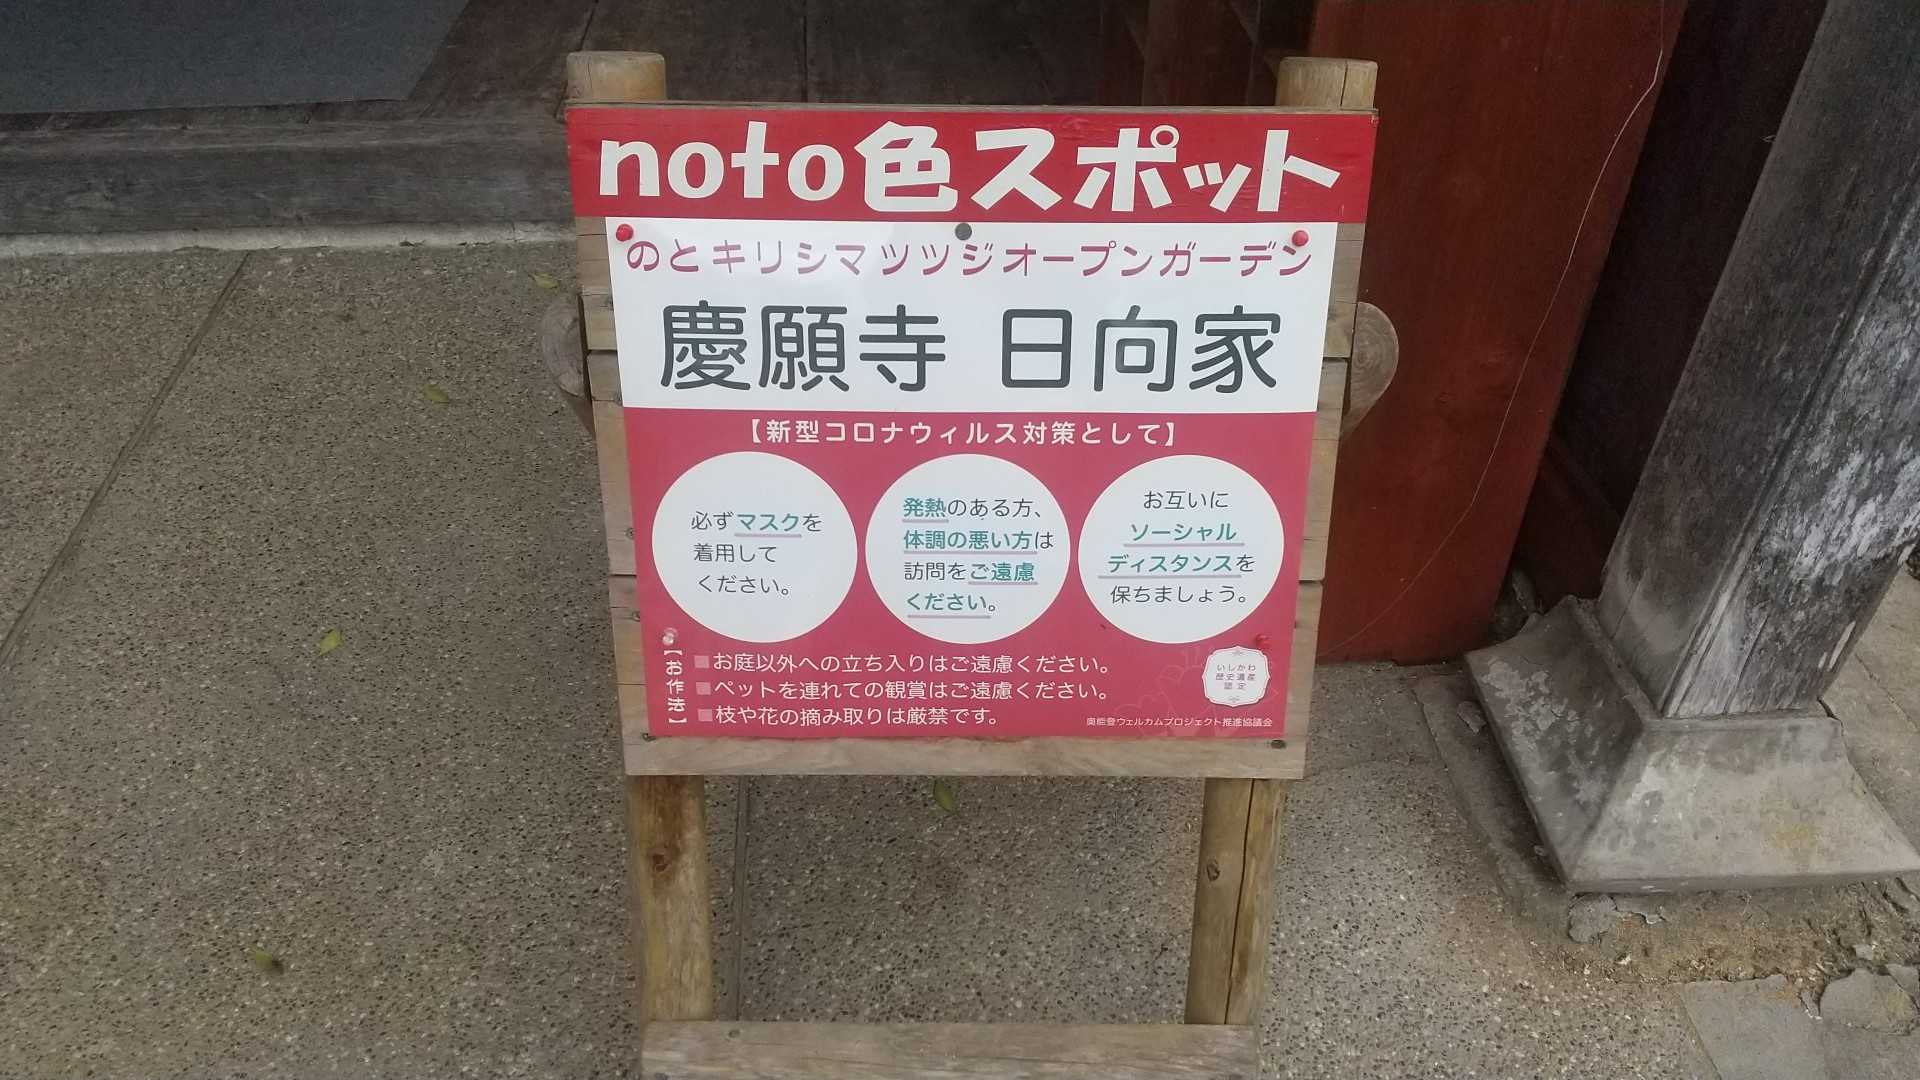 noto色スポット
のとキリシマツツジオープンガーデン
慶願寺 日向家
【新型コロナウィルス対策として】
必ずマスクを
着用して
ください。
発熱のある方、
体調の悪い方は
訪問をご遠慮
ください。
お互いに
ソーシャル
ディスタンスを
保ちましょう。
【お作法】
■お庭以外への立ち入りはご遠慮ください。
■ペットを連れての観賞はご遠慮ください。
■枝や花の摘み取りは厳禁です。
いしかわ
歴史遺産
認定
奥能登ウェルカムプロジェクト推進協議会